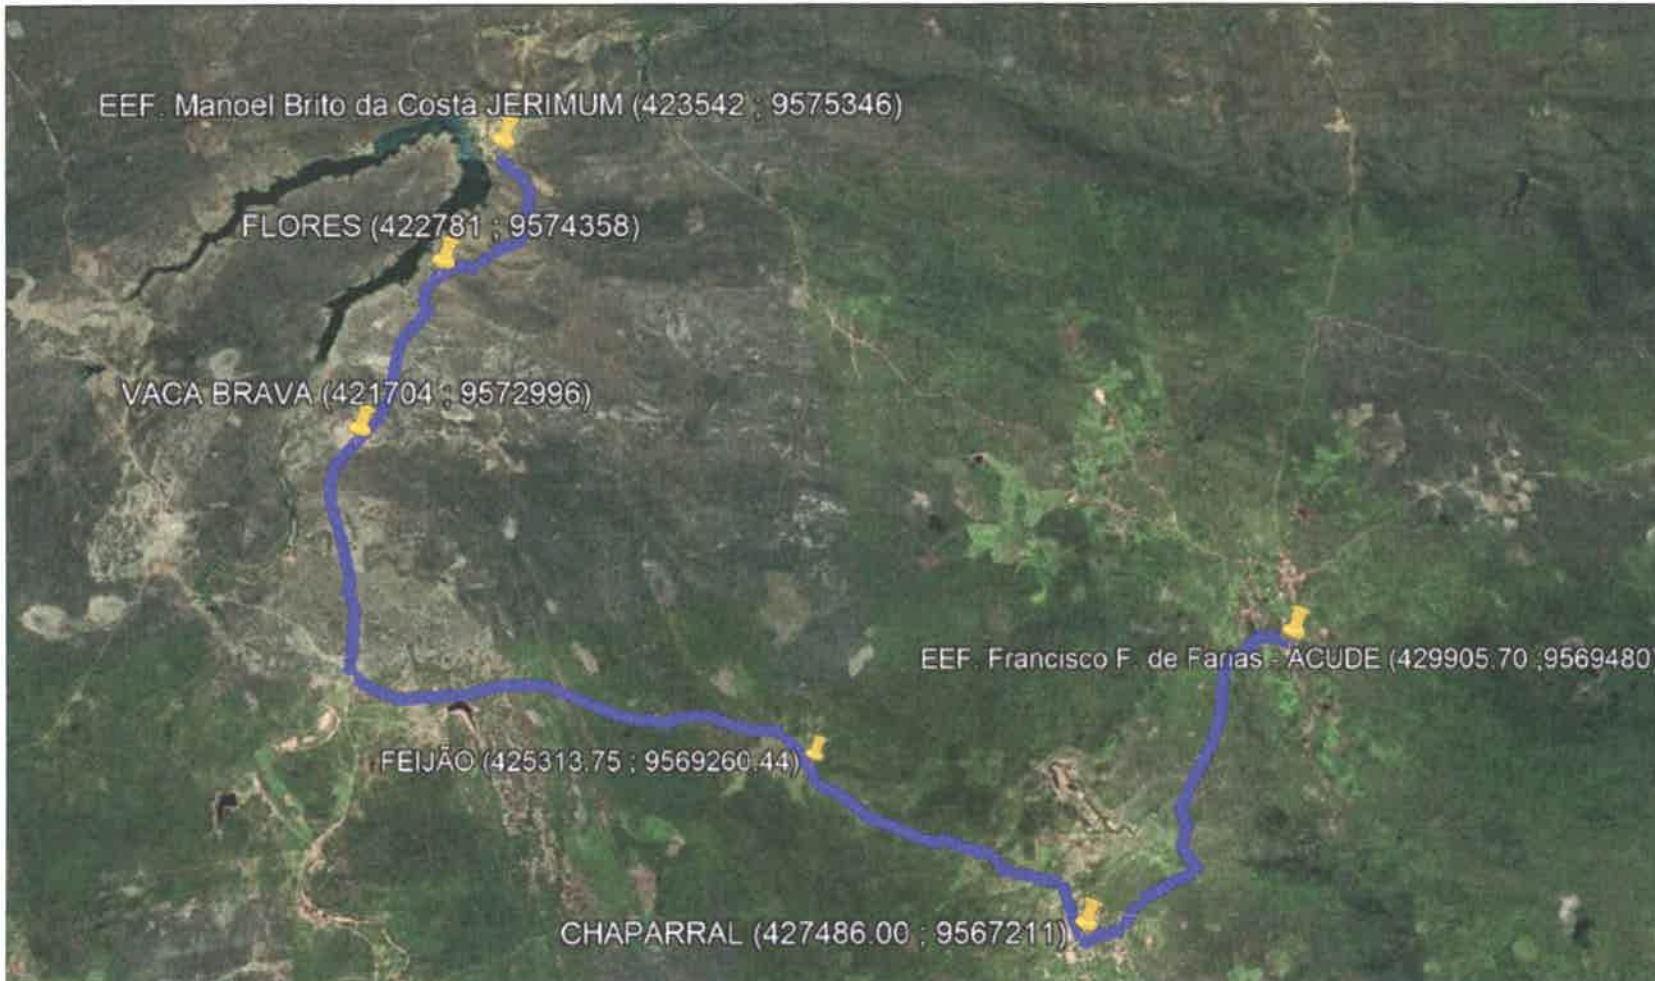 EEF. Manoel Brito da Costa JERIMUM (423542 ; 9575346)
FLORES (422781 ; 9574358)
VACA BRAVA (421704 ; 9572996)
EEF. Francisco F. de Farias - ACUDE (429905.70 ,9569480)
FEIJÃO (425313.75 ; 9569260.44)
CHAPARRAL (427486.00 ; 9567211)